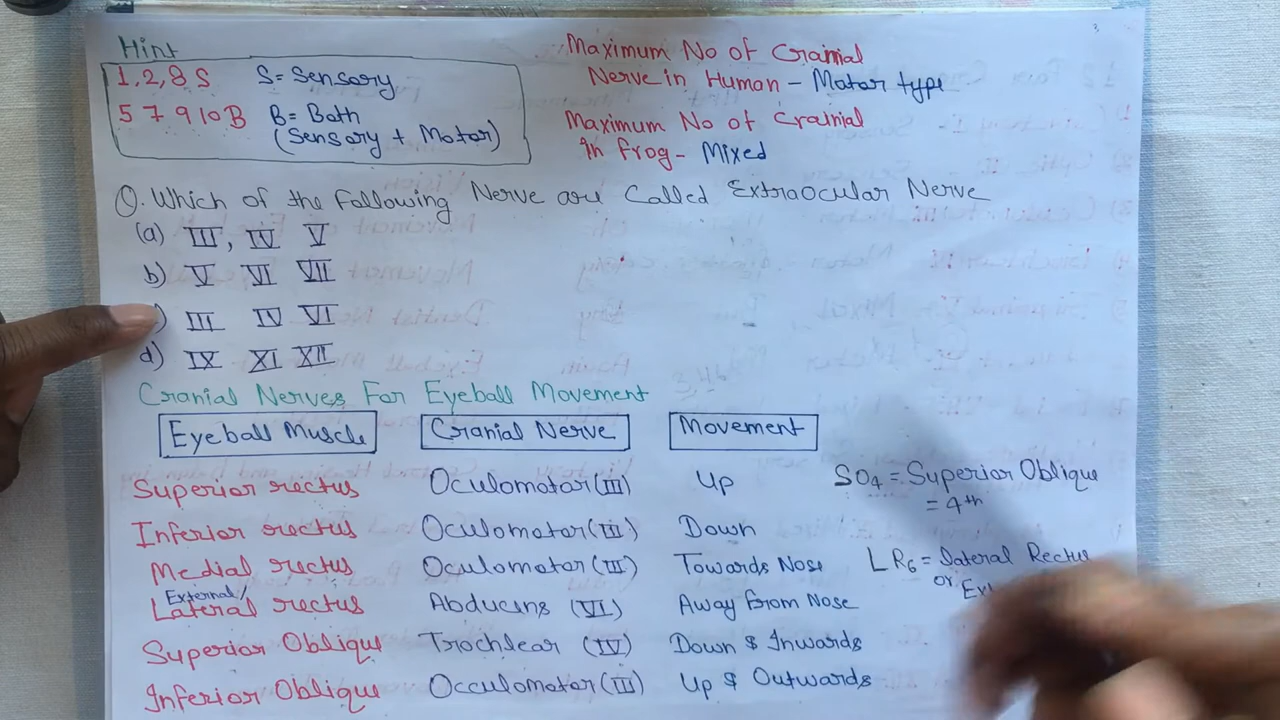 Hint
1,2,8 S S= Sensory
5 7 9 10 B B= Both
(Sensory + Motor)
Maximum No of Cranial
Nerve in Human - Motor type
Maximum No of Crainial
in frog- Mixed
Q. Which of the following Nerve are Called Extraocular Nerve
(a) III, IV V
b) V VI VII
) III IV VI
d) IX XI XII
Cranial Nerves For Eyeball Movement
Eyeball Muscle Cranial Nerve Movement
Superior rectus Oculomotor (III) Up
Inferior rectus Oculomotor (III) Down
Medial rectus Oculomotor (III) Towards Nose
External/
Lateral rectus Abducens (VI) Away From Nose
Superior Oblique Trochlear (IV) Down & Inwards
Inferior Oblique Occulomotor (III) Up & Outwards
SO4 = Superior Oblique
= 4th
LR6 = lateral Rectus
or